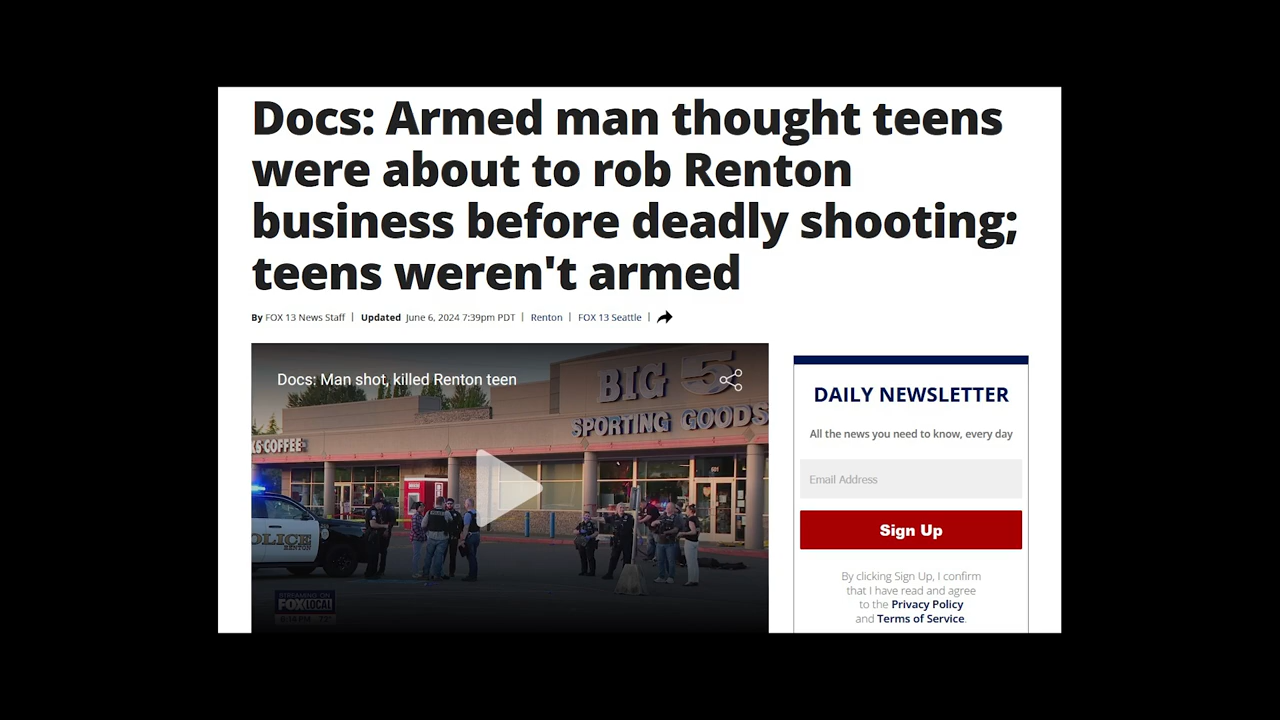 Docs: Armed man thought teens
were about to rob Renton
business before deadly shooting;
teens weren't armed
By FOX 13 News Staff | Updated June 6, 2024 7:39pm PDT | Renton | FOX 13 Seattle |
Docs: Man shot, killed Renton teen
BIG 5
SPORTING GOODS
KS COFFEE
601
POLICE
RENTON
STREAMING ON
FOX LOCAL
DAILY NEWSLETTER
All the news you need to know, every day
Email Address
Sign Up
By clicking Sign Up, I confirm
that I have read and agree
to the Privacy Policy
and Terms of Service.